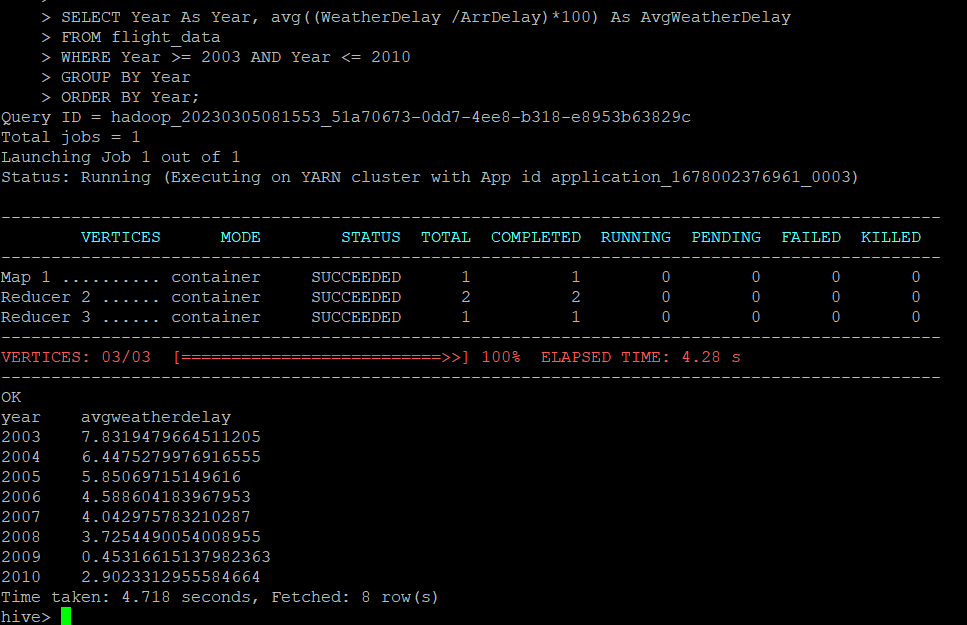 >
> SELECT Year As Year, avg((WeatherDelay /ArrDelay)*100) As AvgWeatherDelay
> FROM flight_data
> WHERE Year >= 2003 AND Year <= 2010
> GROUP BY Year
> ORDER BY Year;
Query ID = hadoop_20230305081553_51a70673-0dd7-4ee8-b318-e8953b63829c
Total jobs = 1
Launching Job 1 out of 1
Status: Running (Executing on YARN cluster with App id application_1678002376961_0003)
----------------------------------------------------------------------------------------------
VERTICES MODE STATUS TOTAL COMPLETED RUNNING PENDING FAILED KILLED
----------------------------------------------------------------------------------------------
Map 1 .......... container SUCCEEDED 1 1 0 0 0 0
Reducer 2 ...... container SUCCEEDED 2 2 0 0 0 0
Reducer 3 ...... container SUCCEEDED 1 1 0 0 0 0
----------------------------------------------------------------------------------------------
VERTICES: 03/03 [==========================>>] 100% ELAPSED TIME: 4.28 s
----------------------------------------------------------------------------------------------
OK
year avgweatherdelay
2003 7.8319479664511205
2004 6.4475279976916555
2005 5.85069715149616
2006 4.588604183967953
2007 4.042975783210287
2008 3.7254490054008955
2009 0.45316615137982363
2010 2.9023312955584664
Time taken: 4.718 seconds, Fetched: 8 row(s)
hive>